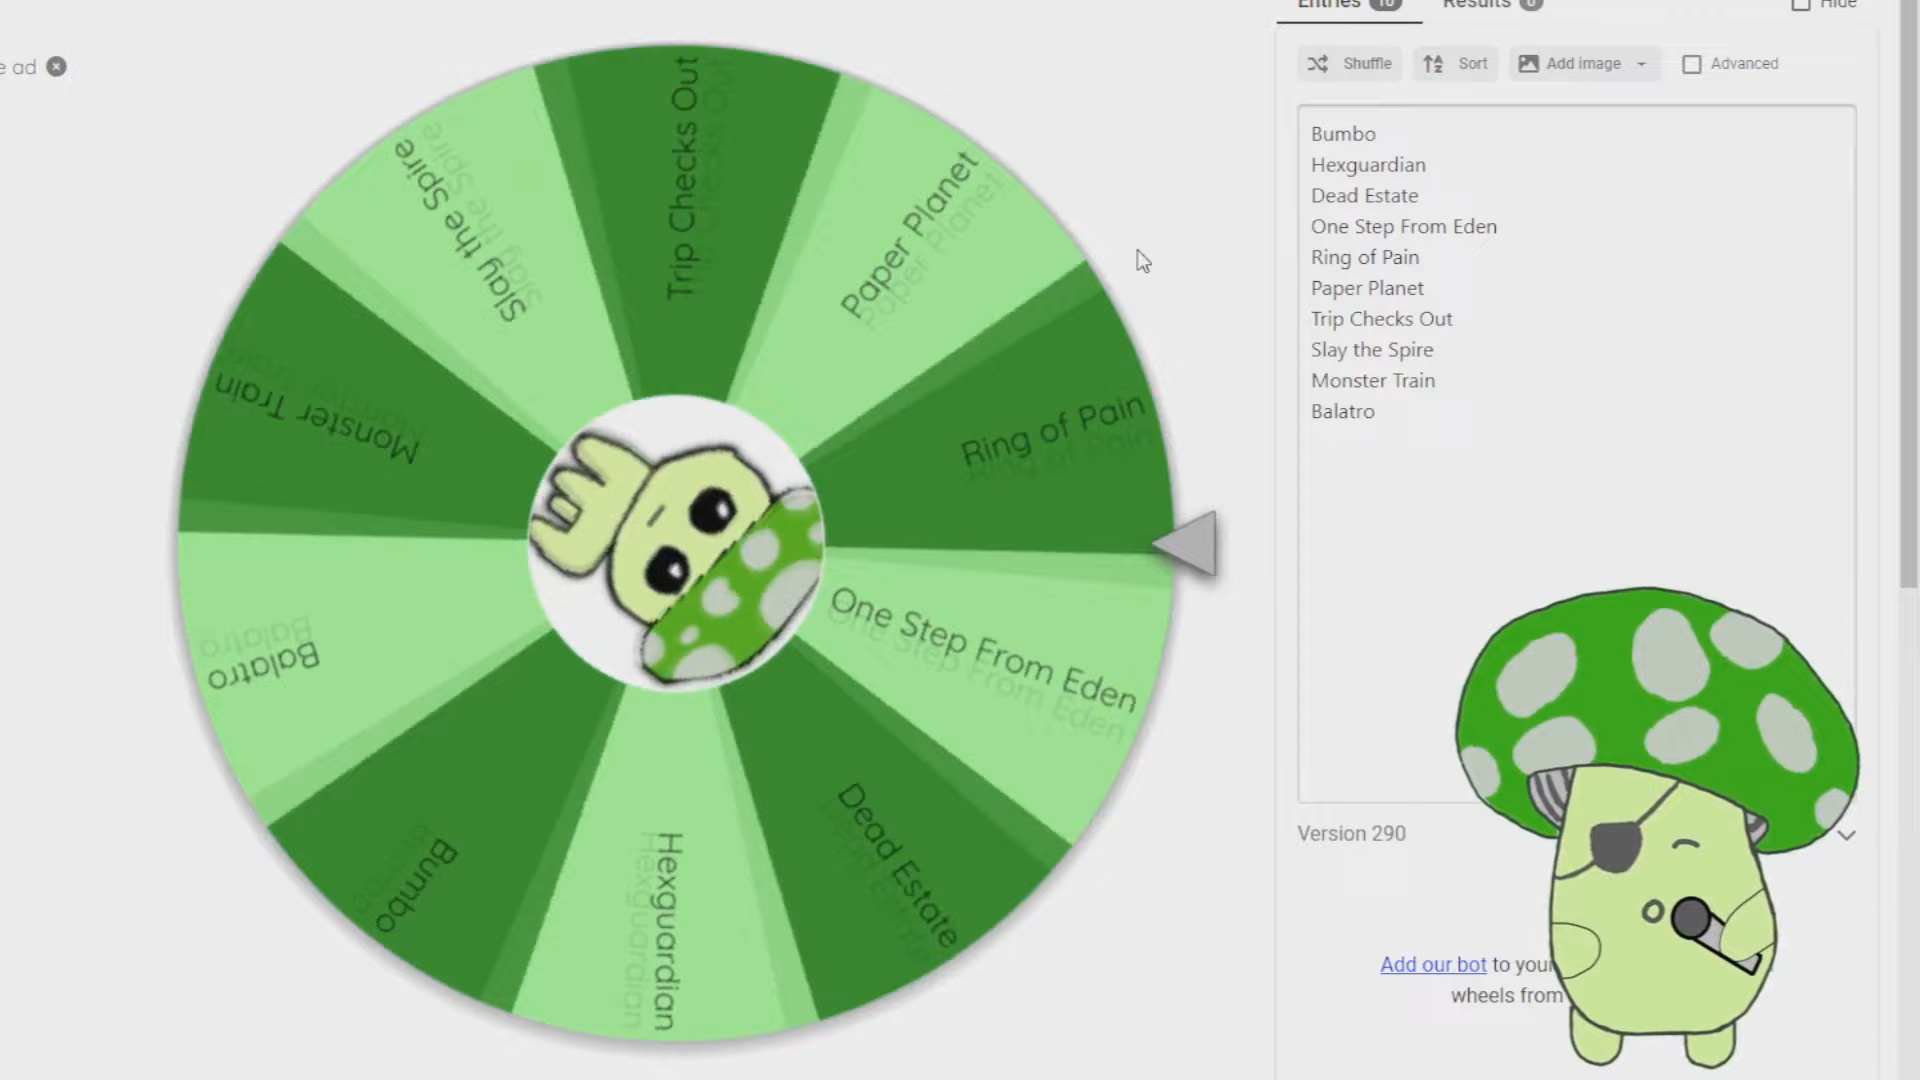 e ad
Entries 10
Results 0
Hide
Shuffle
Sort
Add image
Advanced
Bumbo
Hexguardian
Dead Estate
One Step From Eden
Ring of Pain
Paper Planet
Trip Checks Out
Slay the Spire
Monster Train
Balatro
Version 290
Add our bot to your
wheels from
Trip Checks Out
Paper Planet
Ring of Pain
One Step From Eden
Dead Estate
Hexguardian
Bumbo
Balatro
Monster Train
Slay the Spire